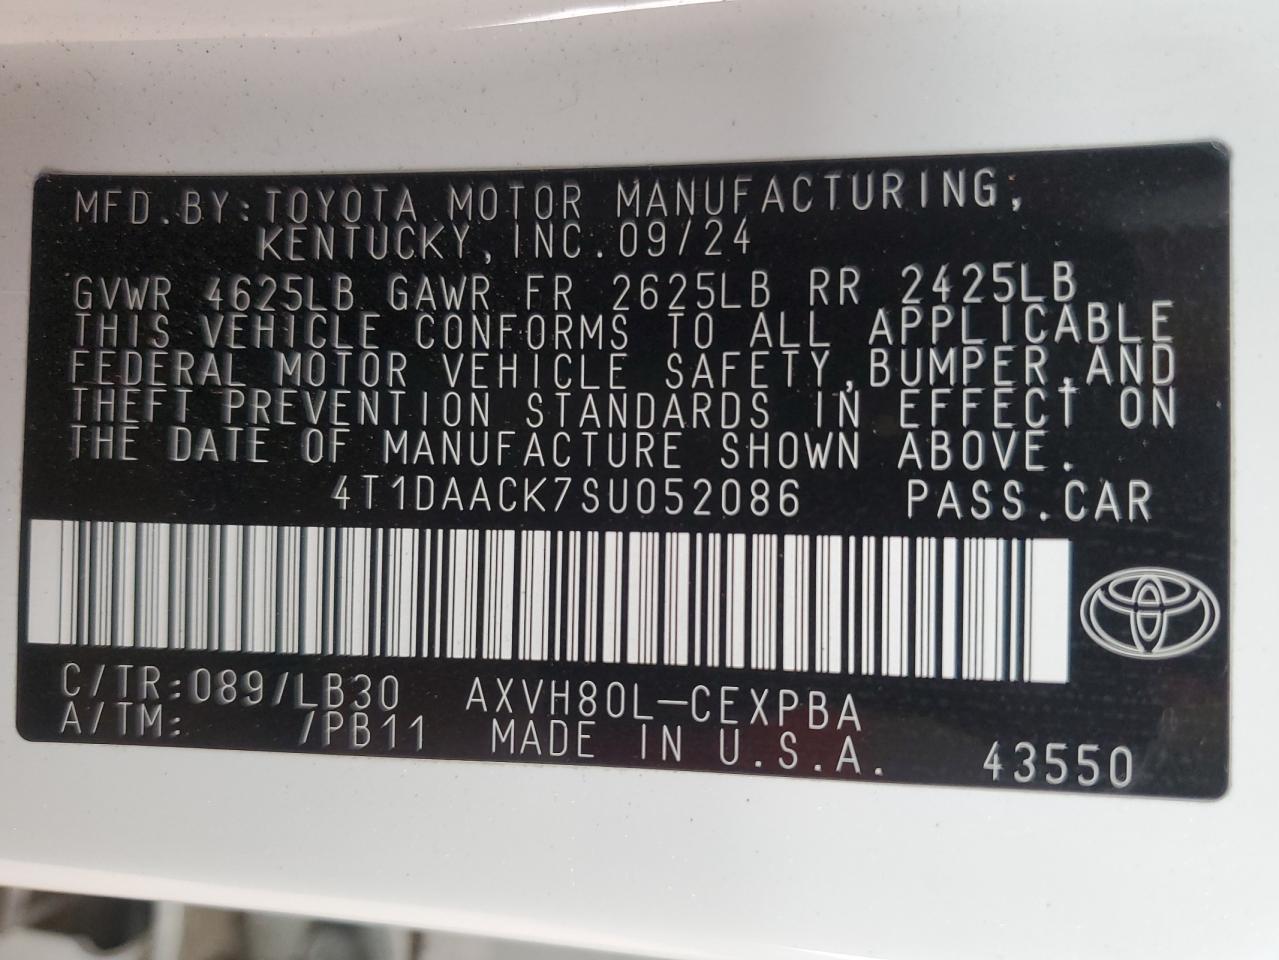 MFD.BY:TOYOTA MOTOR MANUFACTURING,
KENTUCKY, INC.09/24
GVWR 4625LB GAWR FR 2625LB RR 2425LB
THIS VEHICLE CONFORMS TO ALL APPLICABLE
FEDERAL MOTOR VEHICLE SAFETY,BUMPER,AND
THEFT PREVENTION STANDARDS IN EFFECT ON
THE DATE OF MANUFACTURE SHOWN ABOVE.
4T1DAACK7SU052086 PASS.CAR
C/TR:089/LB30 AXVH80L-CEXPBA
A/TM: /PB11 MADE IN U.S.A. 43550